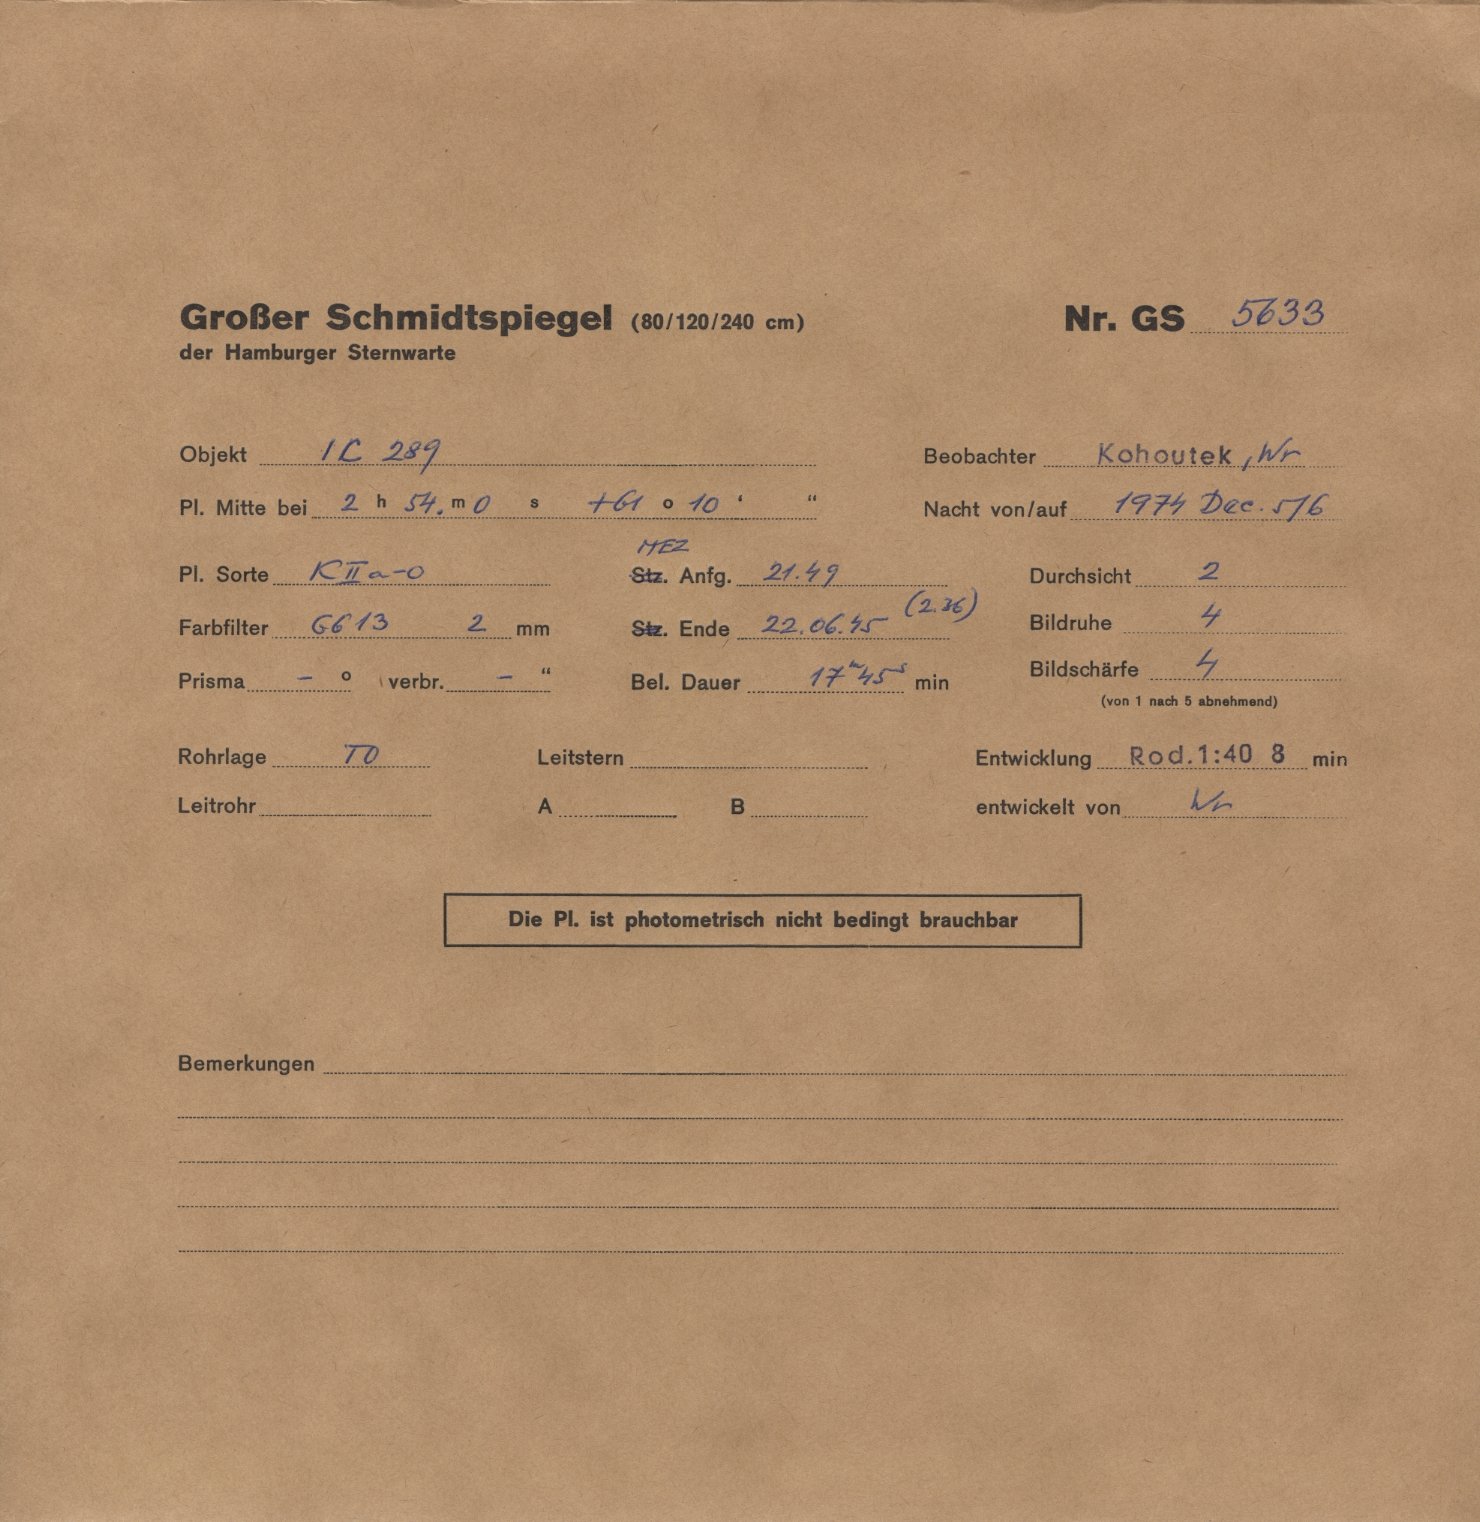 Großer Schmidtspiegel (80/120/240 cm) Nr. GS 5633
der Hamburger Sternwarte
Objekt IC 289 Beobachter Kohoutek, Wr
Pl. Mitte bei 2 h 54. m 0 s +61 o 10 ‘ “ Nacht von/auf 1974 Dec. 5/6
MEZ
Pl. Sorte KIIa-O Stz. Anfg. 21.49 Durchsicht 2
Farbfilter GG13 2 mm Stz. Ende 22.06.45 (2.36) Bildruhe 4
Prisma – o verbr. – “ Bel. Dauer 17m45s min Bildschärfe 4
(von 1 nach 5 abnehmend)
Rohrlage TO Leitstern Entwicklung Rod.1:40 8 min
Leitrohr A B entwickelt von Wr
Die Pl. ist photometrisch nicht bedingt brauchbar
Bemerkungen